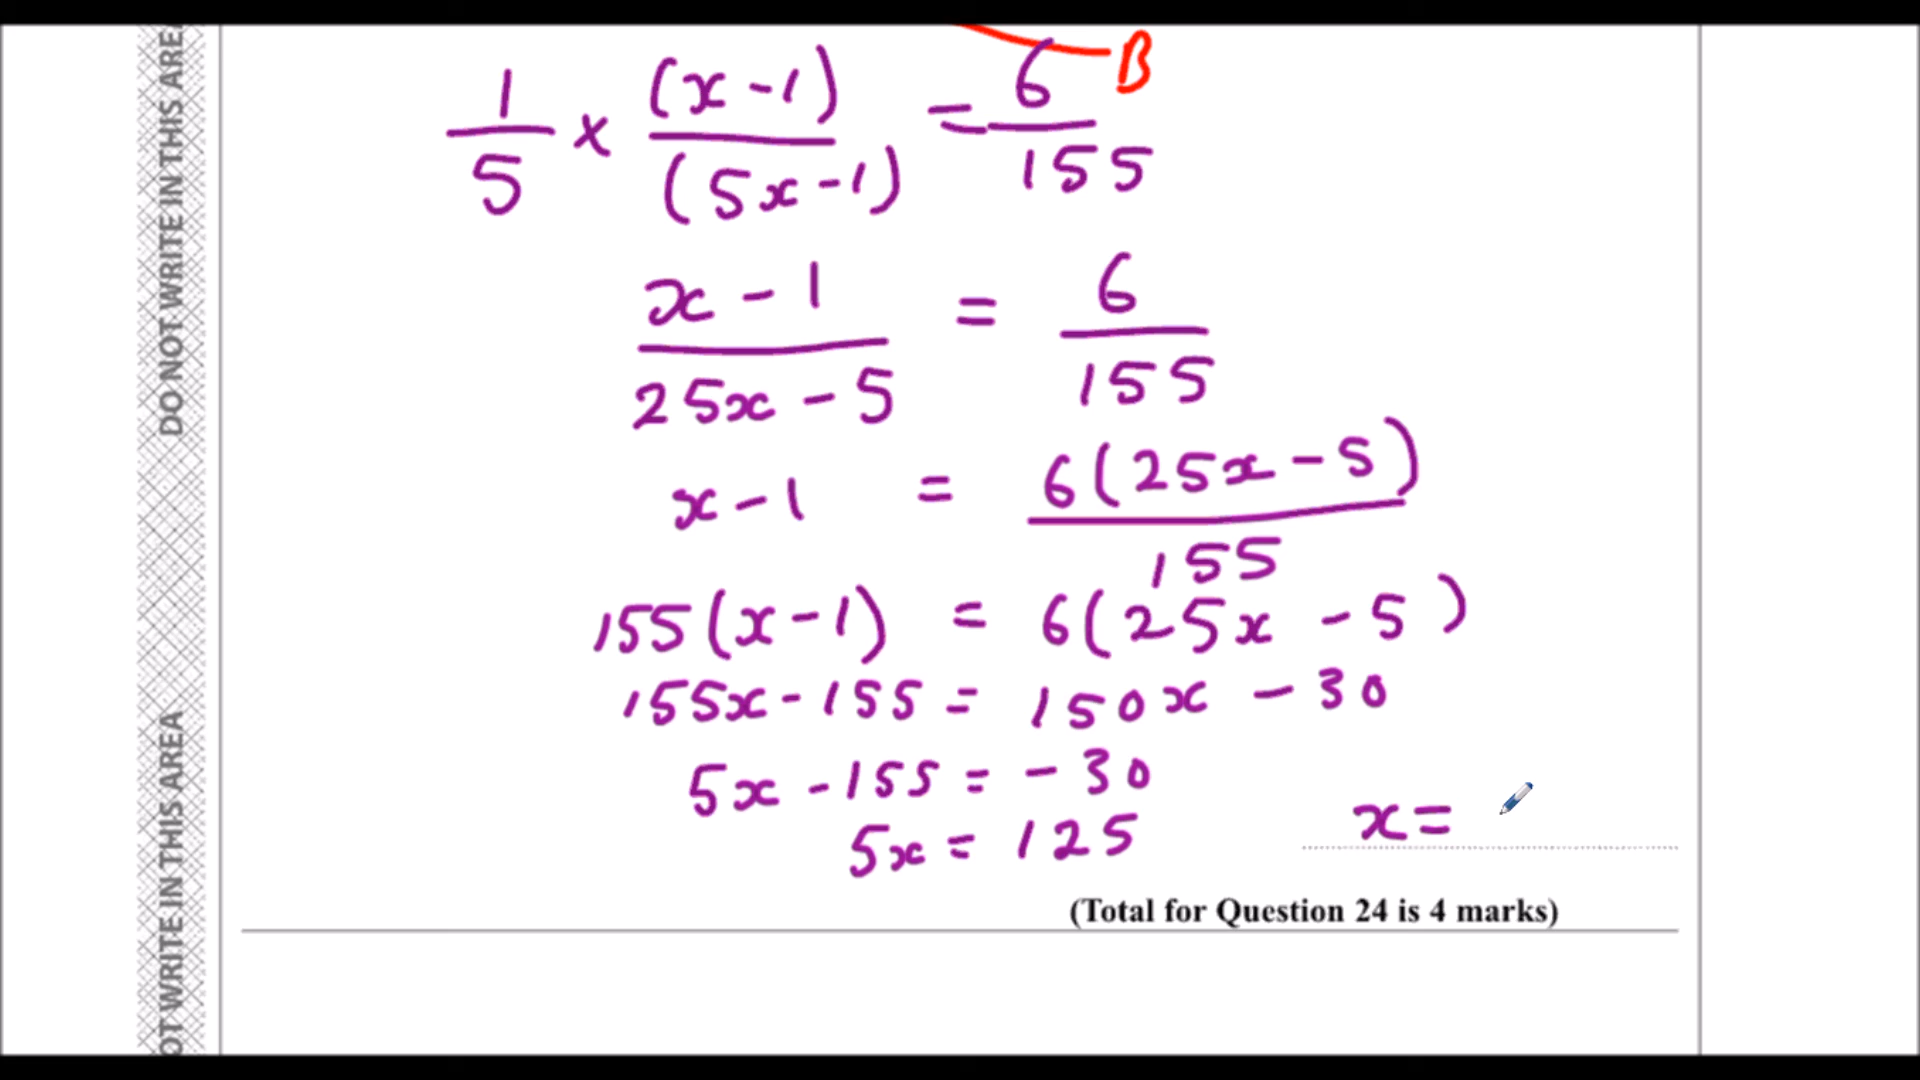 B
1/5 × (x - 1)/(5x - 1) = 6/155
(x - 1)/(25x - 5) = 6/155
x - 1 = 6(25x - 5)/155
155(x - 1) = 6(25x - 5)
155x - 155 = 150x - 30
5x - 155 = - 30
5x = 125
x =
(Total for Question 24 is 4 marks)
DO NOT WRITE IN THIS AREA
OT WRITE IN THIS AREA